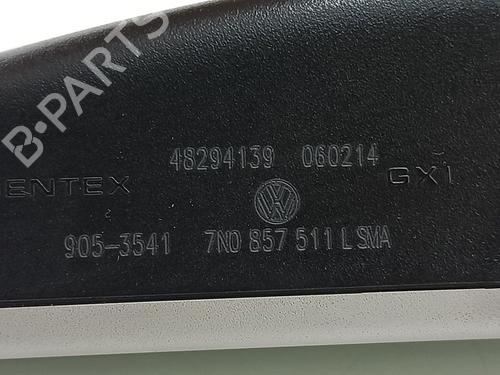 B-PARTS
48294139 060214
ENTEX GXI
905-3541 7N0 857 511 L SMA